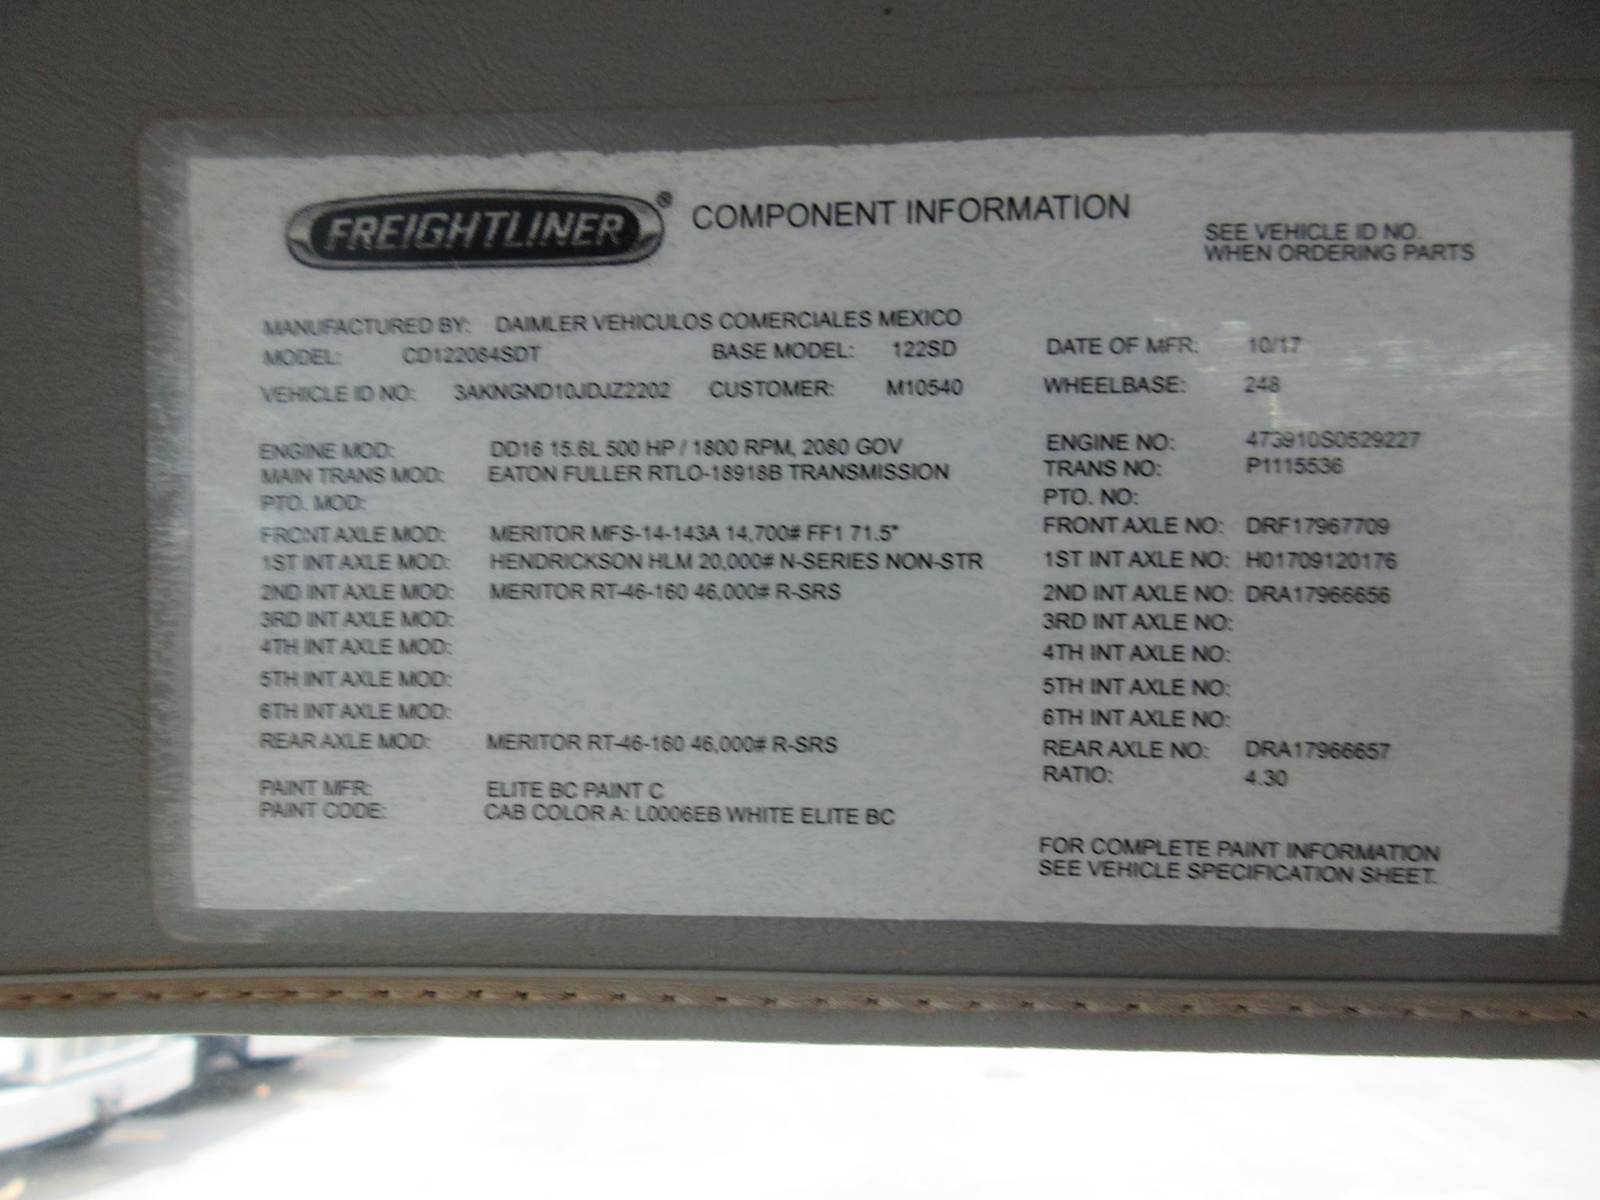 FREIGHTLINER ® COMPONENT INFORMATION
SEE VEHICLE ID NO.
WHEN ORDERING PARTS
MANUFACTURED BY: DAIMLER VEHICULOS COMERCIALES MEXICO
MODEL: CD122084SDT BASE MODEL: 122SD DATE OF MFR: 10/17
VEHICLE ID NO: 3AKNGND10JDJZ2202 CUSTOMER: M10540 WHEELBASE: 248
ENGINE MOD: DD16 15.6L 500 HP / 1800 RPM, 2080 GOV ENGINE NO: 473910S0529227
MAIN TRANS MOD: EATON FULLER RTLO-18918B TRANSMISSION TRANS NO: P1115536
PTO. MOD: PTO. NO:
FRONT AXLE MOD: MERITOR MFS-14-143A 14,700# FF1 71.5" FRONT AXLE NO: DRF17967709
1ST INT AXLE MOD: HENDRICKSON HLM 20,000# N-SERIES NON-STR 1ST INT AXLE NO: H01709120176
2ND INT AXLE MOD: MERITOR RT-46-160 46,000# R-SRS 2ND INT AXLE NO: DRA17966656
3RD INT AXLE MOD: 3RD INT AXLE NO:
4TH INT AXLE MOD: 4TH INT AXLE NO:
5TH INT AXLE MOD: 5TH INT AXLE NO:
6TH INT AXLE MOD: 6TH INT AXLE NO:
REAR AXLE MOD: MERITOR RT-46-160 46,000# R-SRS REAR AXLE NO: DRA17966657
RATIO: 4.30
PAINT MFR: ELITE BC PAINT C
PAINT CODE: CAB COLOR A: L0006EB WHITE ELITE BC
FOR COMPLETE PAINT INFORMATION
SEE VEHICLE SPECIFICATION SHEET.